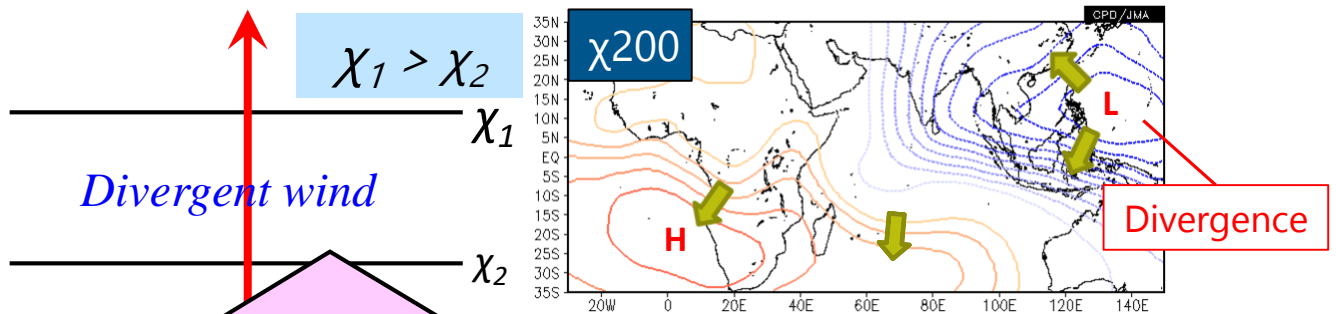 χ1 > χ2
χ1
Divergent wind
χ2
CPD/JMA
χ200
35N
30N
25N
20N
15N
10N
5N
EQ
5S
10S
15S
20S
25S
30S
35S
L
H
Divergence
20W 0 20E 40E 60E 80E 100E 120E 140E